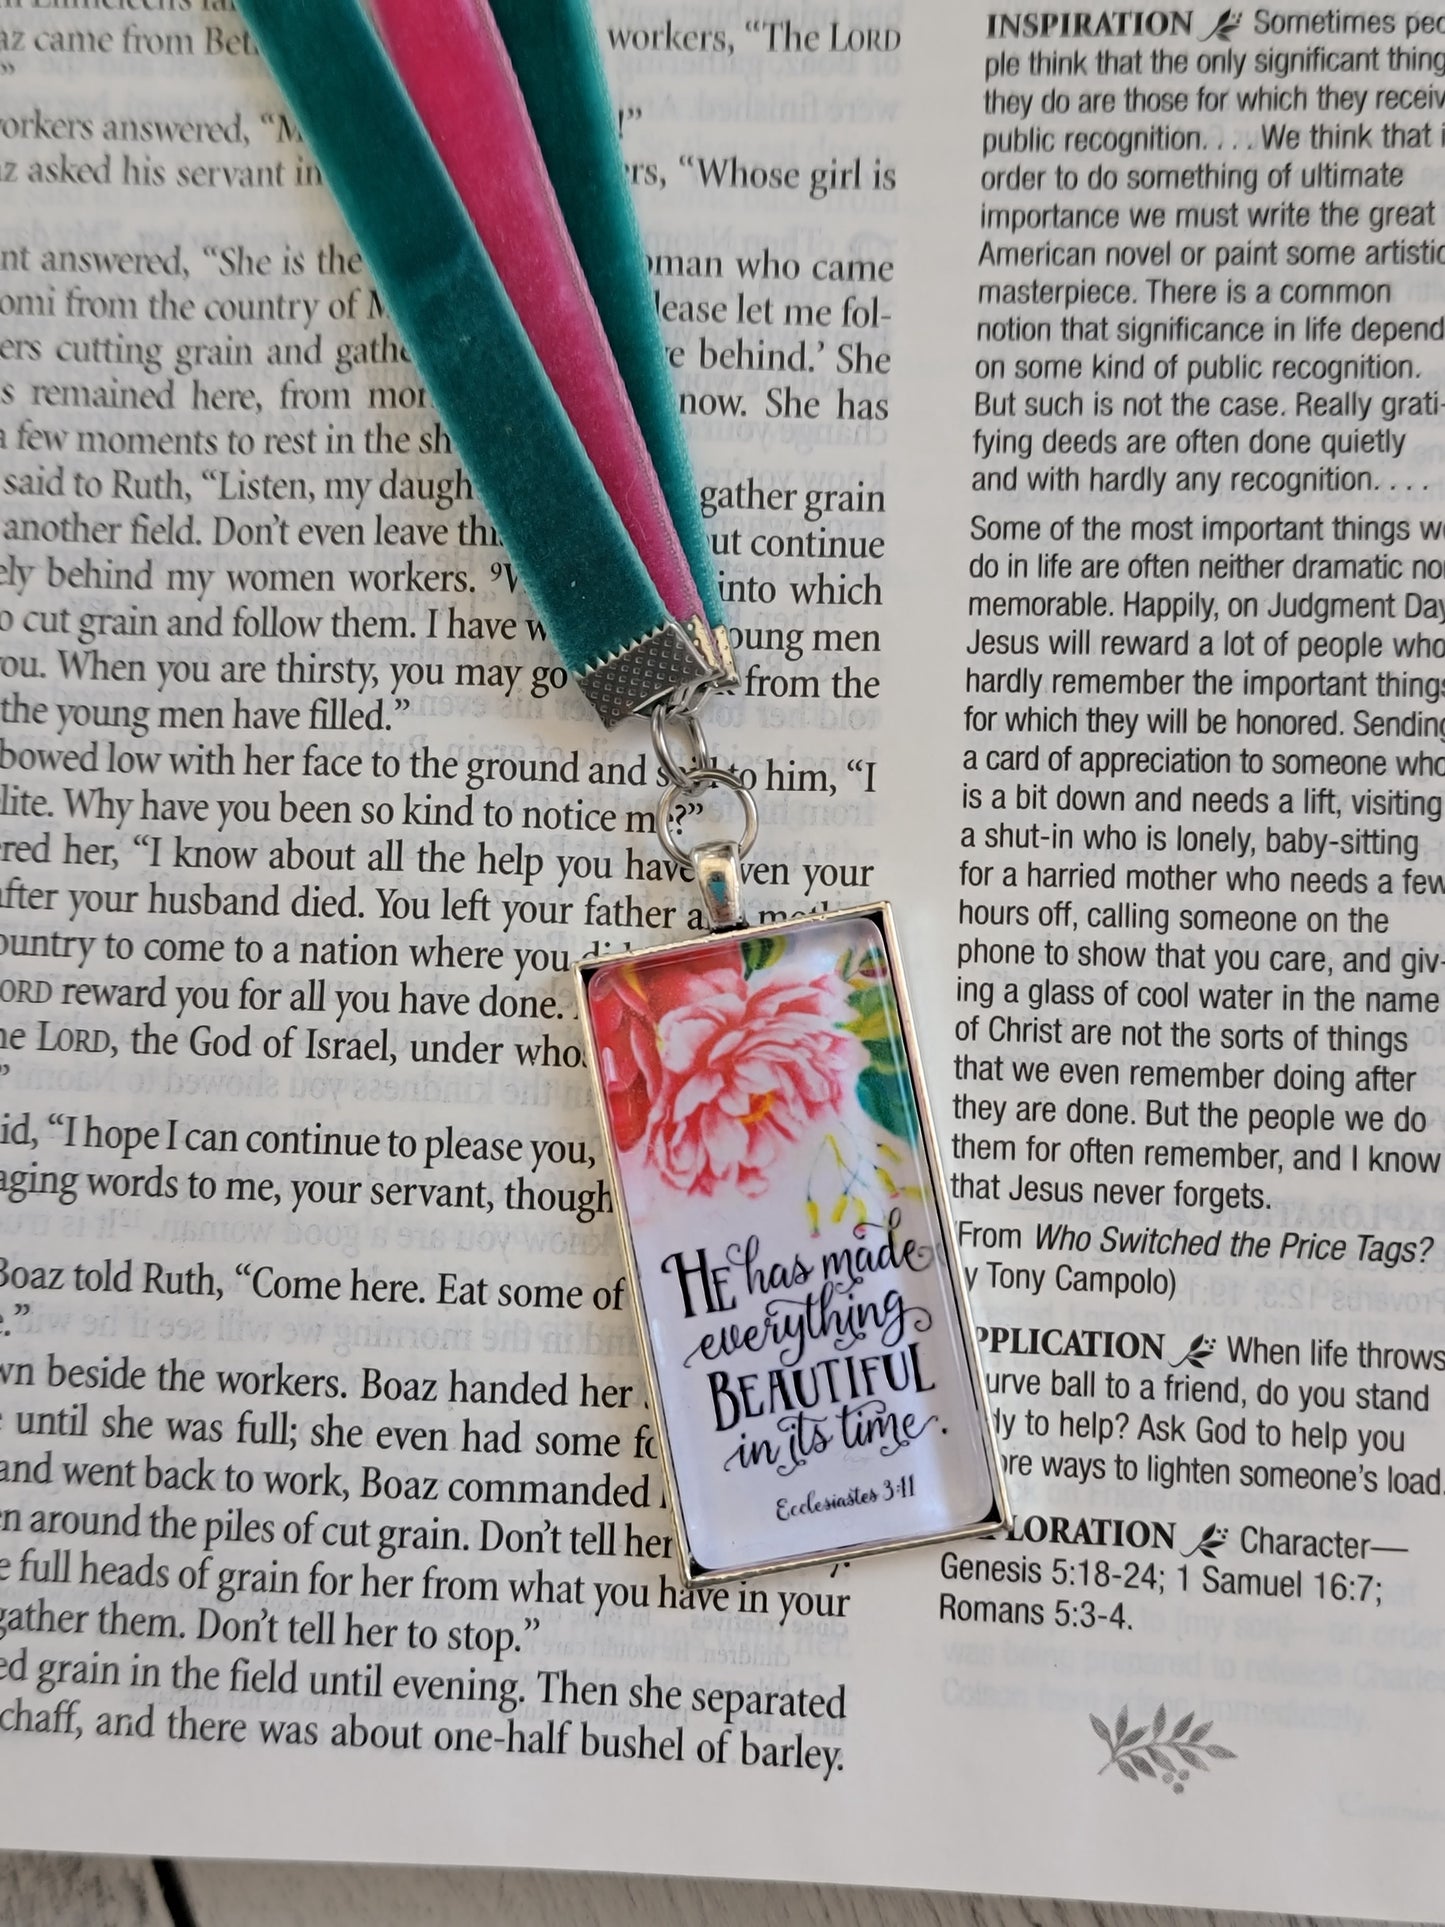 az came from Bet
workers, “The LORD
”
orkers answered, “M
!”
z asked his servant in
rs, “Whose girl is
nt answered, “She is the
oman who came
omi from the country of M
lease let me fol-
ers cutting grain and gathe
e behind.’ She
s remained here, from mor
now. She has
a few moments to rest in the sh
said to Ruth, “Listen, my daugh
gather grain
another field. Don’t even leave thi
ut continue
ely behind my women workers. ⁹W
into which
o cut grain and follow them. I have w
oung men
ou. When you are thirsty, you may go
from the
the young men have filled.”
bowed low with her face to the ground and said to him, “I
lite. Why have you been so kind to notice me?”
red her, “I know about all the help you have given your
after your husband died. You left your father a
ountry to come to a nation where you di
ORD reward you for all you have done.
he LORD, the God of Israel, under who
”
id, “I hope I can continue to please you,
aging words to me, your servant, though
Boaz told Ruth, “Come here. Eat some of
e.”
wn beside the workers. Boaz handed her
until she was full; she even had some fo
and went back to work, Boaz commanded
n around the piles of cut grain. Don’t tell her
e full heads of grain for her from what you have in your
gather them. Don’t tell her to stop.”
ed grain in the field until evening. Then she separated
chaff, and there was about one-half bushel of barley.
INSPIRATION Sometimes peo
ple think that the only significant thing
they do are those for which they receiv
public recognition. . . . We think that i
order to do something of ultimate
importance we must write the great
American novel or paint some artistic
masterpiece. There is a common
notion that significance in life depend
on some kind of public recognition.
But such is not the case. Really grati-
fying deeds are often done quietly
and with hardly any recognition. . . .
Some of the most important things we
do in life are often neither dramatic nor
memorable. Happily, on Judgment Day
Jesus will reward a lot of people who
hardly remember the important things
for which they will be honored. Sending
a card of appreciation to someone who
is a bit down and needs a lift, visiting
a shut-in who is lonely, baby-sitting
for a harried mother who needs a few
hours off, calling someone on the
phone to show that you care, and giv-
ing a glass of cool water in the name
of Christ are not the sorts of things
that we even remember doing after
they are done. But the people we do
them for often remember, and I know
that Jesus never forgets.
From Who Switched the Price Tags?
y Tony Campolo)
PPLICATION When life throws
urve ball to a friend, do you stand
dy to help? Ask God to help you
ore ways to lighten someone’s load.
LORATION Character—
Genesis 5:18-24; 1 Samuel 16:7;
Romans 5:3-4.
HE has made
everything
BEAUTIFUL
in its time.
Ecclesiastes 3:11